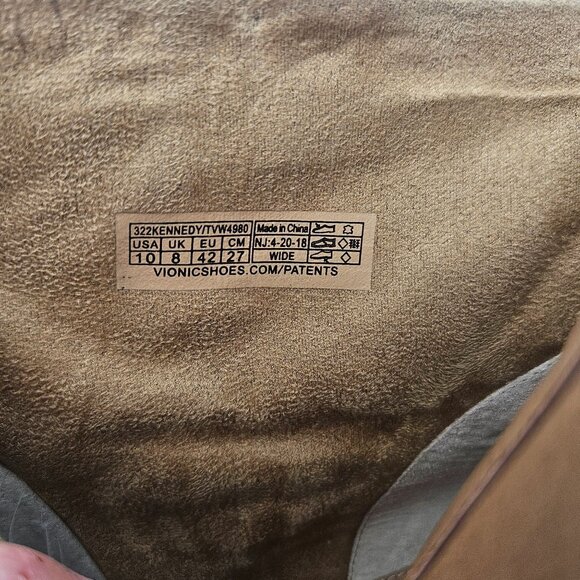 322KENNEDY/TVW4980 Made in China
USA UK EU CM NJ:4-20-18
10 8 42 27 WIDE
VIONICSHOES.COM/PATENTS